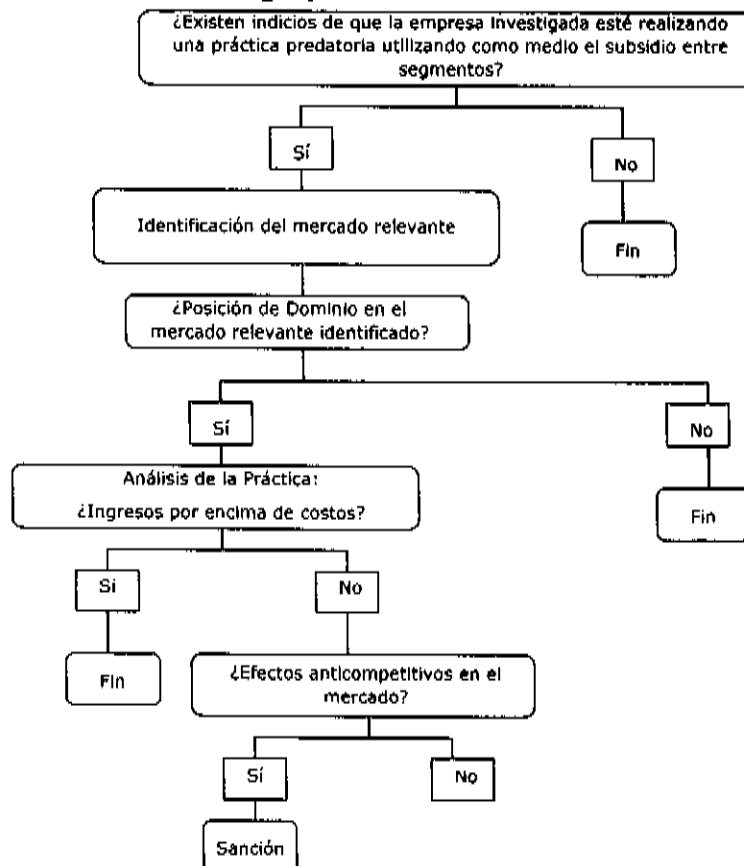 ¿Existen indicios de que la empresa investigada esté realizando
una práctica predatoria utilizando como medio el subsidio entre
segmentos?
Sí
No
Identificación del mercado relevante
Fin
¿Posición de Dominio en el
mercado relevante identificado?
Sí
No
Análisis de la Práctica:
¿Ingresos por encima de costos?
Fin
Si
No
Fin
¿Efectos anticompetitivos en el
mercado?
Sí
No
Sanción